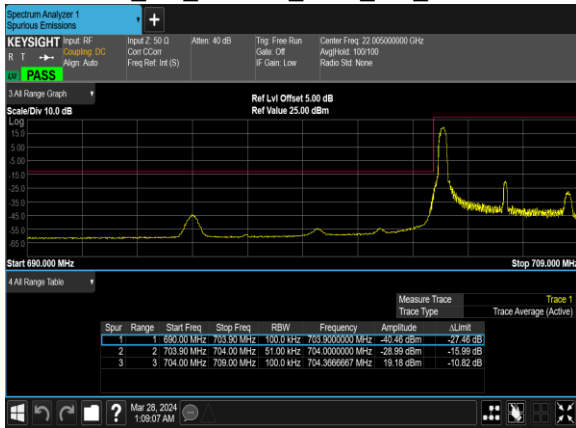 Spectrum Analyzer 1
Spurious Emissions
+
KEYSIGHT Input: RF Input Z: 50 Ω Atten: 40 dB Trig: Free Run Center Freq: 22.005000000 GHz
R T Coupling: DC Corr CCorr Gate: Off Avg|Hold: 100/100
Align: Auto Freq Ref: Int (S) IF Gain: Low Radio Std: None
PASS
3 All Range Graph
Ref Lvl Offset 5.00 dB
Scale/Div 10.0 dB Ref Value 25.00 dBm
Log
15.0
5.00
-5.00
-15.0
-25.0
-35.0
-45.0
-55.0
-65.0
Start 690.000 MHz Stop 709.000 MHz
4 All Range Table
Measure Trace Trace 1
Trace Type Trace Average (Active)
Spur Range Start Freq Stop Freq RBW Frequency Amplitude ΔLimit
1 1 690.00 MHz 703.90 MHz 100.0 kHz 703.9000000 MHz -40.46 dBm -27.46 dB
2 2 703.90 MHz 704.00 MHz 51.00 kHz 704.0000000 MHz -28.99 dBm -15.99 dB
3 3 704.00 MHz 709.00 MHz 100.0 kHz 704.3666667 MHz 19.18 dBm -10.82 dB
? Mar 28, 2024
1:09:07 AM